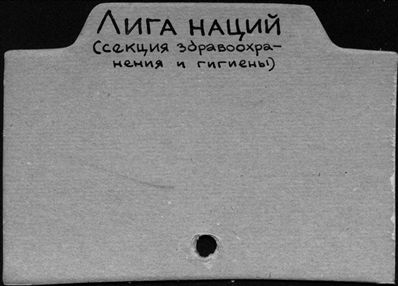 Лига наций
(секция здравоохра-
нения и гигиены)